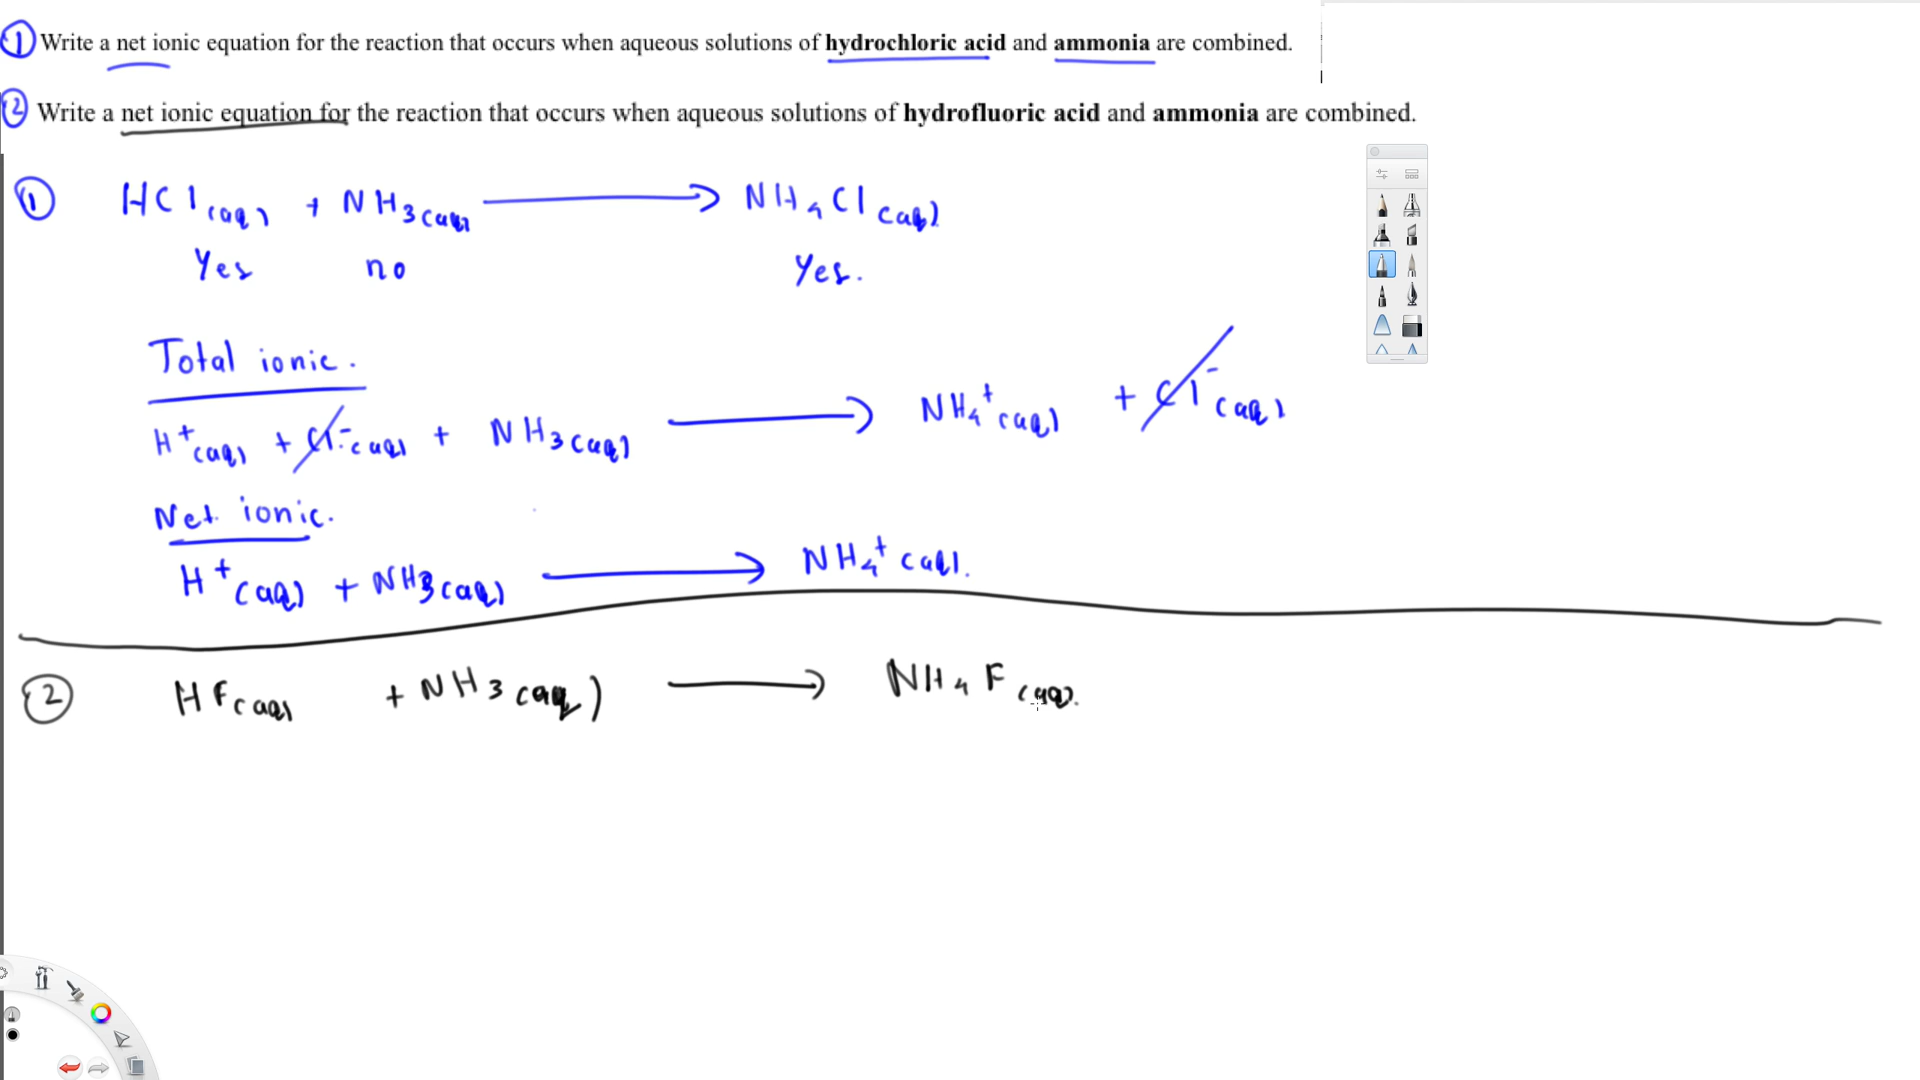 ① Write a net ionic equation for the reaction that occurs when aqueous solutions of hydrochloric acid and ammonia are combined.
② Write a net ionic equation for the reaction that occurs when aqueous solutions of hydrofluoric acid and ammonia are combined.
① HCl(aq) + NH₃(aq) ⟶ NH₄Cl(aq)
Yes no Yes.
Total ionic.
H⁺(aq) + Cl⁻(aq) + NH₃(aq) ⟶ NH₄⁺(aq) + Cl⁻(aq)
Net ionic.
H⁺(aq) + NH₃(aq) ⟶ NH₄⁺(aq).
② HF(aq) + NH₃(aq) ⟶ NH₄F(aq).